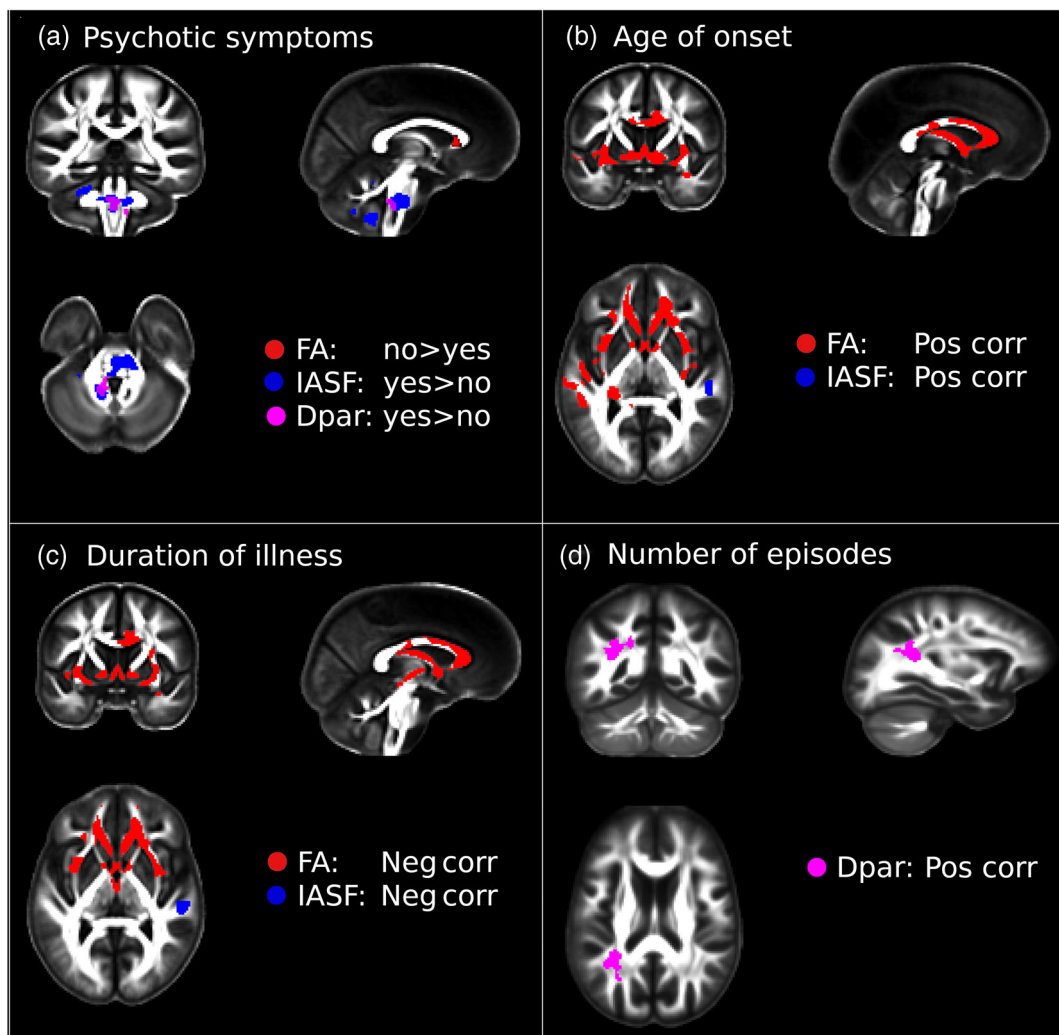 (a) Psychotic symptoms
FA: no>yes
IASF: yes>no
Dpar: yes>no
(b) Age of onset
FA: Pos corr
IASF: Pos corr
(c) Duration of illness
FA: Neg corr
IASF: Neg corr
(d) Number of episodes
Dpar: Pos corr